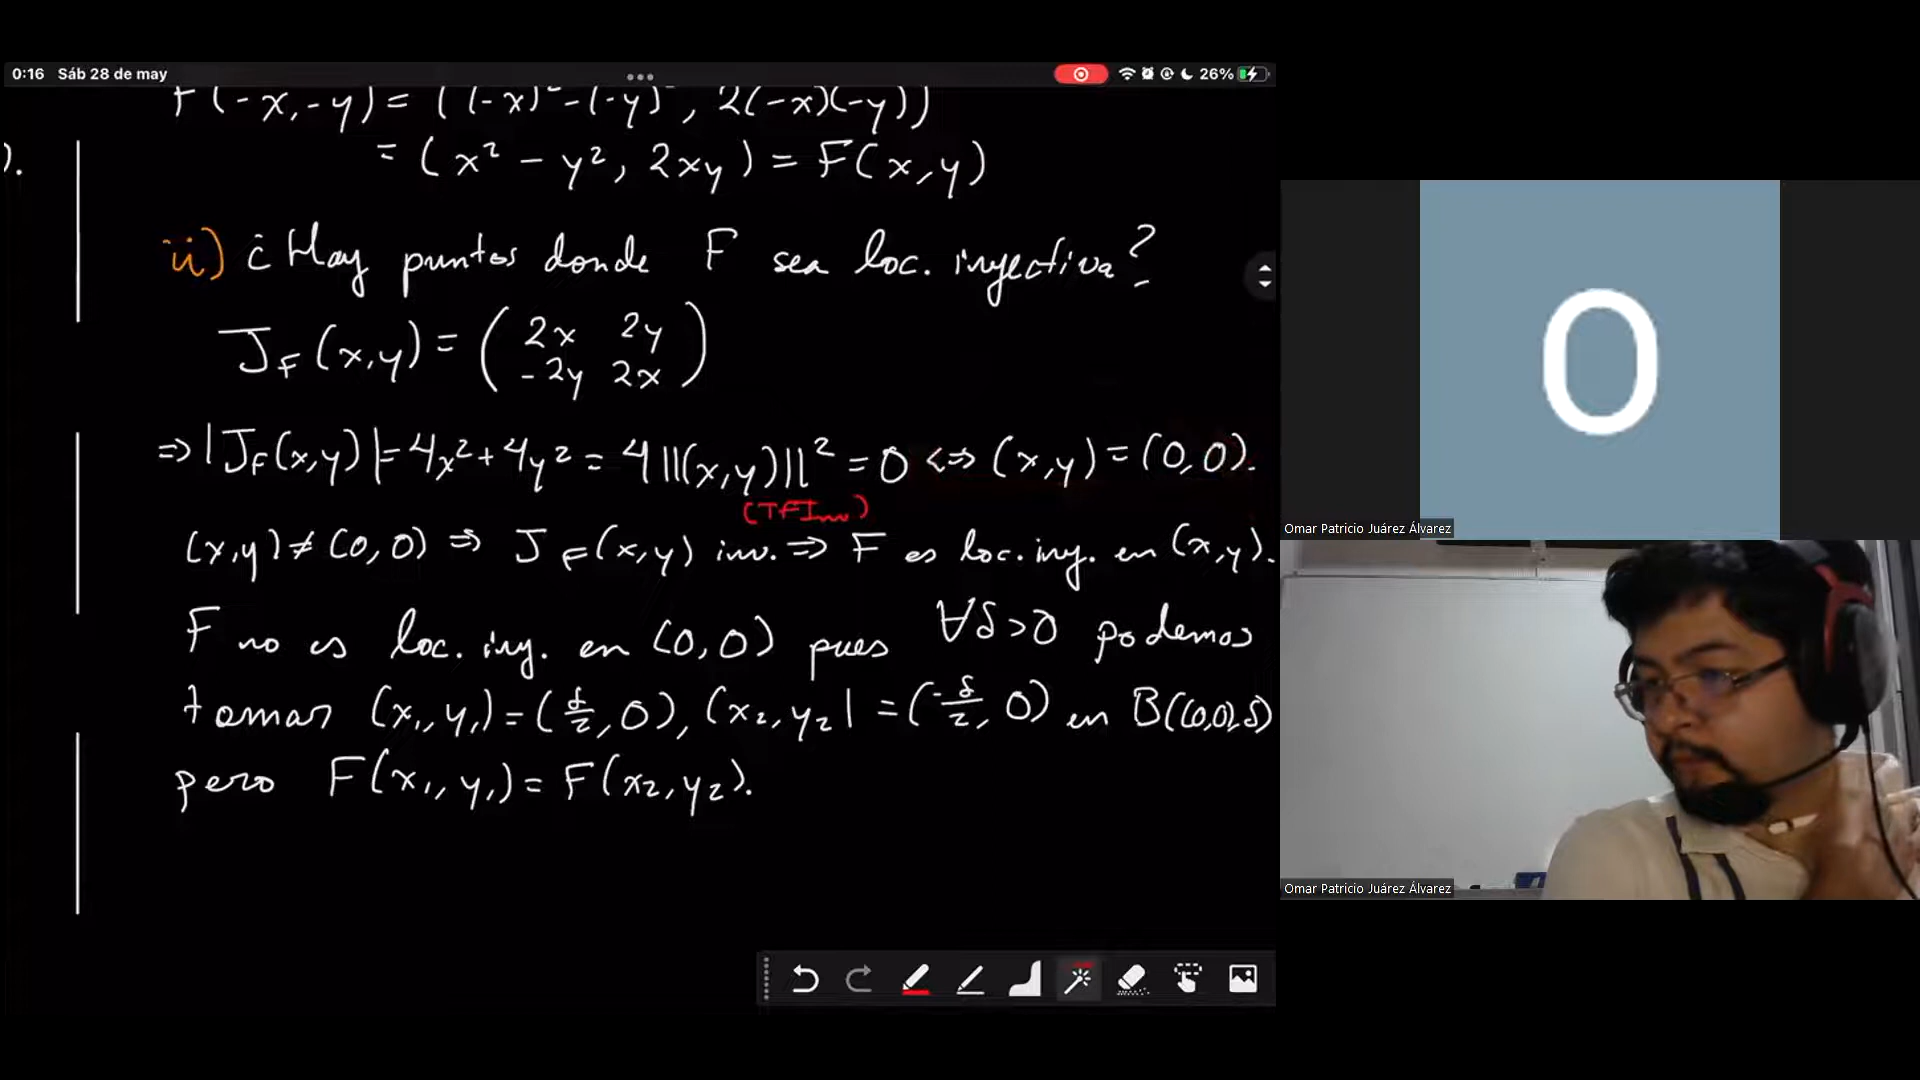 0:16 Sáb 28 de may
26%
F(-x,-y) = ((-x)²-(-y)², 2(-x)(-y))
).
= (x² - y², 2xy) = F(x,y)
ii) ¿Hay puntos donde F sea loc. inyectiva?
J_F(x,y) = ( 2x 2y
-2y 2x )
⇒ |J_F(x,y)| = 4x² + 4y² = 4||(x,y)||² = 0 ⟺ (x,y) = (0,0).
(TFInv)
(x,y) ≠ (0,0) ⇒ J_F(x,y) inv. ⇒ F es loc. iny. en (x,y).
F no es loc. iny. en (0,0) pues ∀δ>0 podemos
tomar (x₁,y₁) = (δ/2, 0), (x₂,y₂) = (-δ/2, 0) en B((0,0),δ)
pero F(x₁,y₁) = F(x₂,y₂).
O
Omar Patricio Juárez Álvarez
Omar Patricio Juárez Álvarez